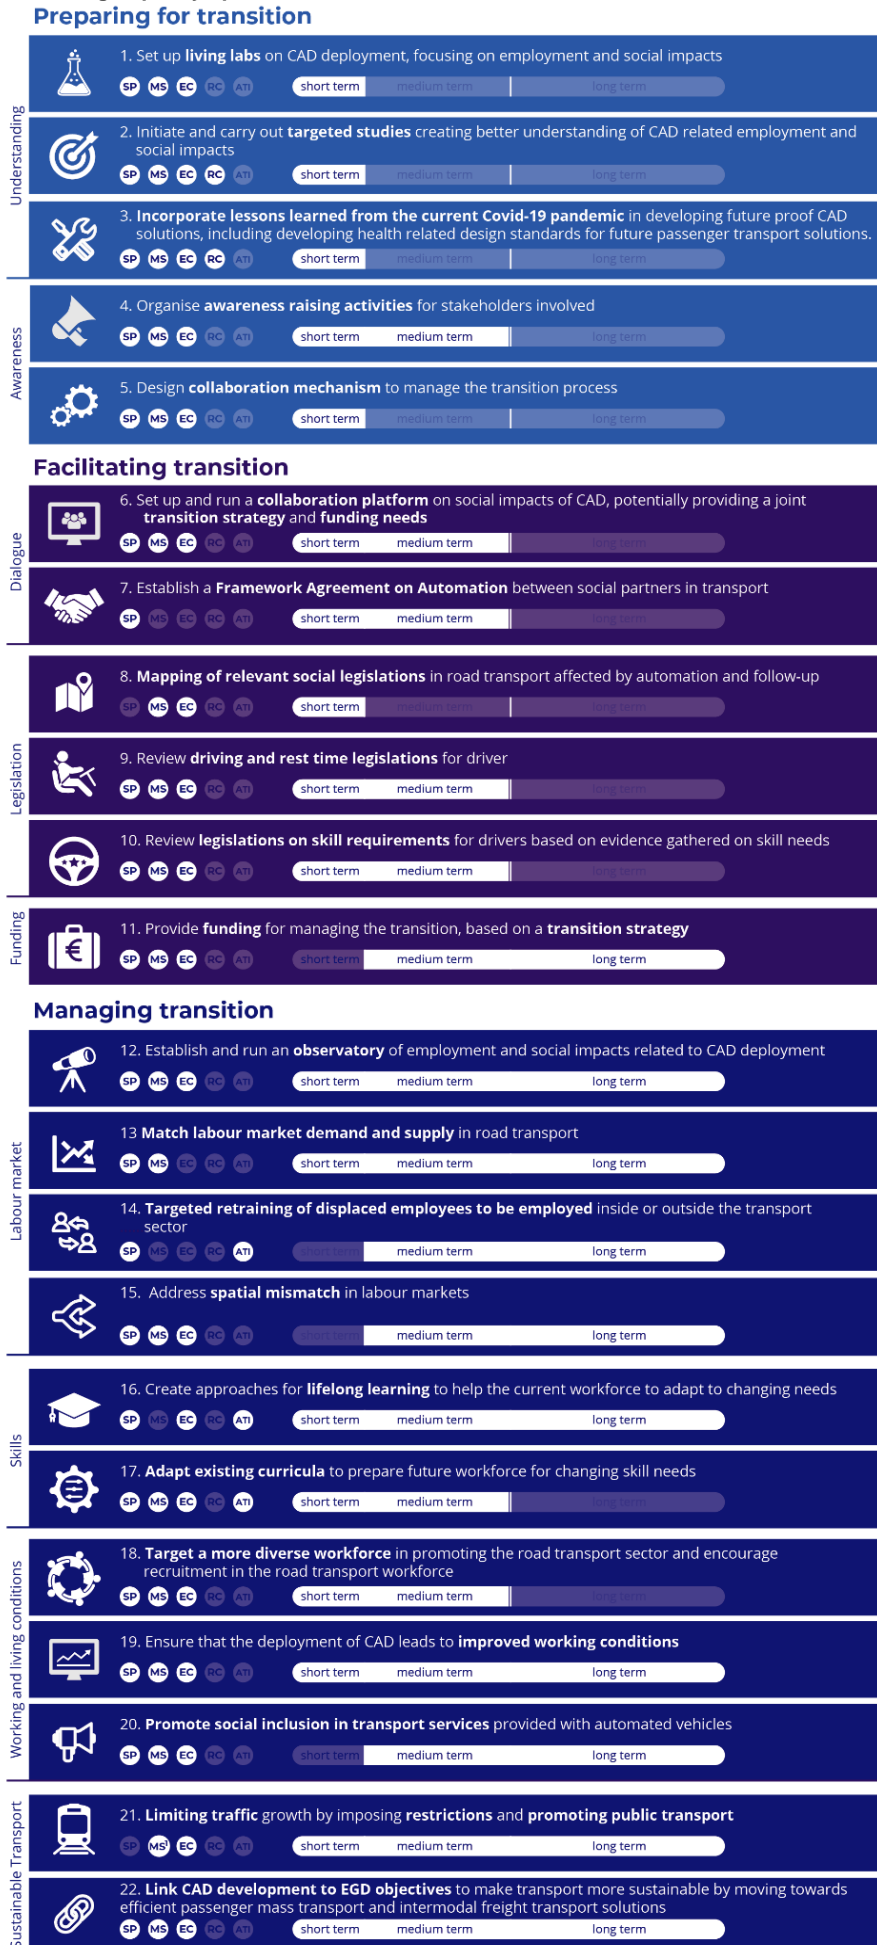 Preparing for transition
Understanding
1. Set up living labs on CAD deployment, focusing on employment and social impacts
SP MS EC RC ATI short term medium term long term
2. Initiate and carry out targeted studies creating better understanding of CAD related employment and
social impacts
SP MS EC RC ATI short term medium term long term
3. Incorporate lessons learned from the current Covid-19 pandemic in developing future proof CAD
solutions, including developing health related design standards for future passenger transport solutions.
SP MS EC RC ATI short term medium term long term
Awareness
4. Organise awareness raising activities for stakeholders involved
SP MS EC RC ATI short term medium term long term
5. Design collaboration mechanism to manage the transition process
SP MS EC RC ATI short term medium term long term
Facilitating transition
Dialogue
6. Set up and run a collaboration platform on social impacts of CAD, potentially providing a joint
transition strategy and funding needs
SP MS EC RC ATI short term medium term long term
7. Establish a Framework Agreement on Automation between social partners in transport
SP MS EC RC ATI short term medium term long term
Legislation
8. Mapping of relevant social legislations in road transport affected by automation and follow-up
SP MS EC RC ATI short term medium term long term
9. Review driving and rest time legislations for driver
SP MS EC RC ATI short term medium term long term
10. Review legislations on skill requirements for drivers based on evidence gathered on skill needs
SP MS EC RC ATI short term medium term long term
Funding
11. Provide funding for managing the transition, based on a transition strategy
€
SP MS EC RC ATI short term medium term long term
Managing transition
Labour market
12. Establish and run an observatory of employment and social impacts related to CAD deployment
SP MS EC RC ATI short term medium term long term
13 Match labour market demand and supply in road transport
SP MS EC RC ATI short term medium term long term
14. Targeted retraining of displaced employees to be employed inside or outside the transport
sector
SP MS EC RC ATI short term medium term long term
15. Address spatial mismatch in labour markets
SP MS EC RC ATI short term medium term long term
Skills
16. Create approaches for lifelong learning to help the current workforce to adapt to changing needs
SP MS EC RC ATI short term medium term long term
17. Adapt existing curricula to prepare future workforce for changing skill needs
SP MS EC RC ATI short term medium term long term
Working and living conditions
18. Target a more diverse workforce in promoting the road transport sector and encourage
recruitment in the road transport workforce
SP MS EC RC ATI short term medium term long term
19. Ensure that the deployment of CAD leads to improved working conditions
SP MS EC RC ATI short term medium term long term
20. Promote social inclusion in transport services provided with automated vehicles
SP MS EC RC ATI short term medium term long term
Sustainable Transport
21. Limiting traffic growth by imposing restrictions and promoting public transport
SP MS¹ EC RC ATI short term medium term long term
22. Link CAD development to EGD objectives to make transport more sustainable by moving towards
efficient passenger mass transport and intermodal freight transport solutions
SP MS EC RC ATI short term medium term long term